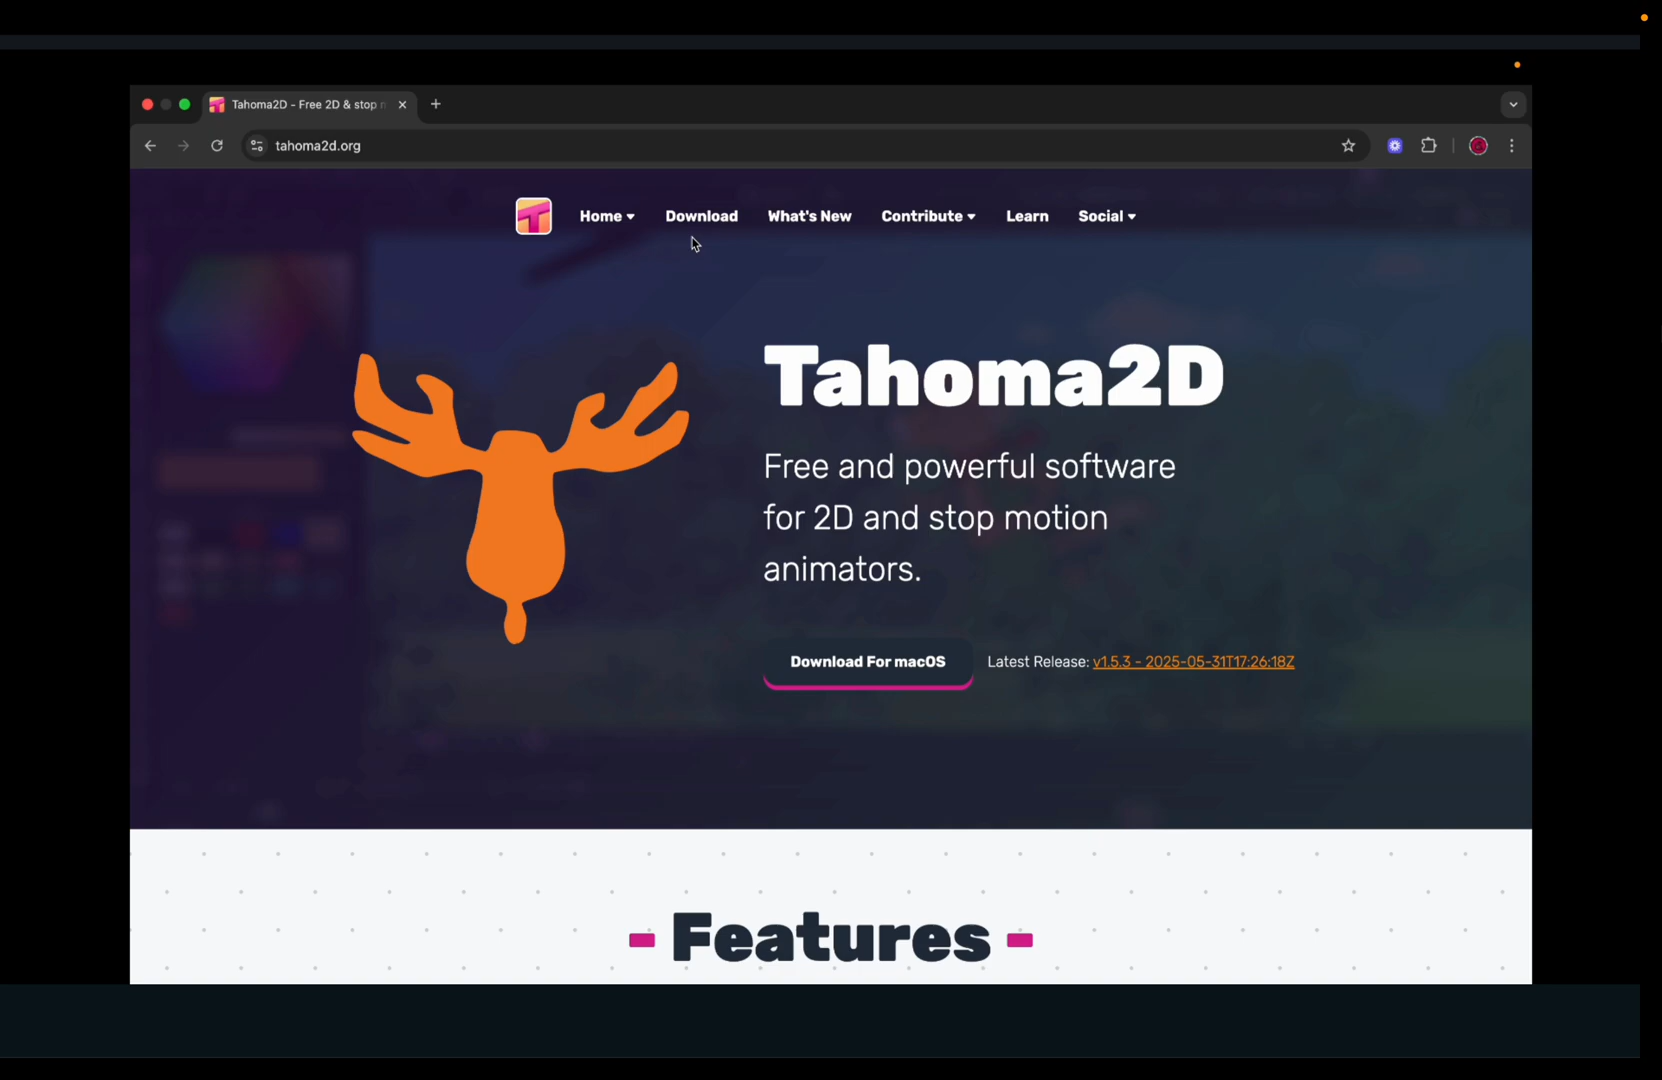 Tahoma2D - Free 2D & stop
tahoma2d.org
Home Download What's New Contribute Learn Social
Tahoma2D
Free and powerful software
for 2D and stop motion
animators.
Download For macOS Latest Release: v1.5.3 - 2025-05-31T17:26:18Z
Features